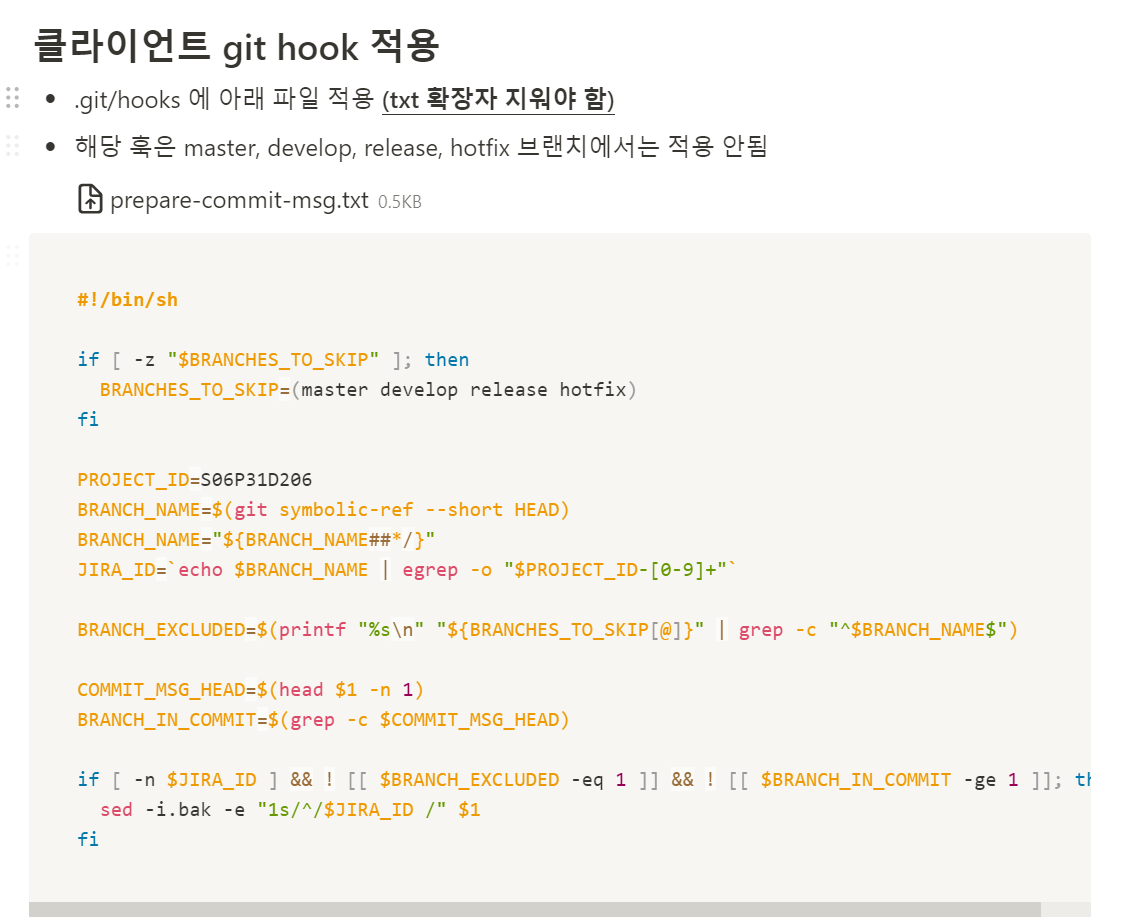 클라이언트 git hook 적용
• .git/hooks 에 아래 파일 적용 (txt 확장자 지워야 함)
• 해당 훅은 master, develop, release, hotfix 브랜치에서는 적용 안됨
prepare-commit-msg.txt 0.5KB
#!/bin/sh
if [ -z "$BRANCHES_TO_SKIP" ]; then
  BRANCHES_TO_SKIP=(master develop release hotfix)
fi
PROJECT_ID=S06P31D206
BRANCH_NAME=$(git symbolic-ref --short HEAD)
BRANCH_NAME="${BRANCH_NAME##*/}"
JIRA_ID=`echo $BRANCH_NAME | egrep -o "$PROJECT_ID-[0-9]+"`
BRANCH_EXCLUDED=$(printf "%s\n" "${BRANCHES_TO_SKIP[@]}" | grep -c "^$BRANCH_NAME$")
COMMIT_MSG_HEAD=$(head $1 -n 1)
BRANCH_IN_COMMIT=$(grep -c $COMMIT_MSG_HEAD)
if [ -n $JIRA_ID ] && ! [[ $BRANCH_EXCLUDED -eq 1 ]] && ! [[ $BRANCH_IN_COMMIT -ge 1 ]]; th
  sed -i.bak -e "1s/^/$JIRA_ID /" $1
fi